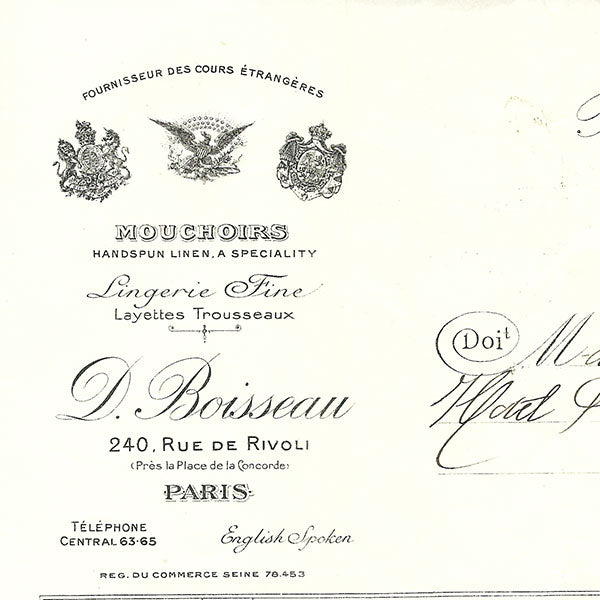 FOURNISSEUR DES COURS ÉTRANGÈRES
MOUCHOIRS
HANDSPUN LINEN, A SPECIALITY
Lingerie Fine
Layettes Trousseaux
D. Boisseau
240, RUE DE RIVOLI
(Près la Place de la Concorde)
PARIS
TÉLÉPHONE
CENTRAL 63-65
English Spoken
REG. DU COMMERCE SEINE 78.453
Doit
Hotel